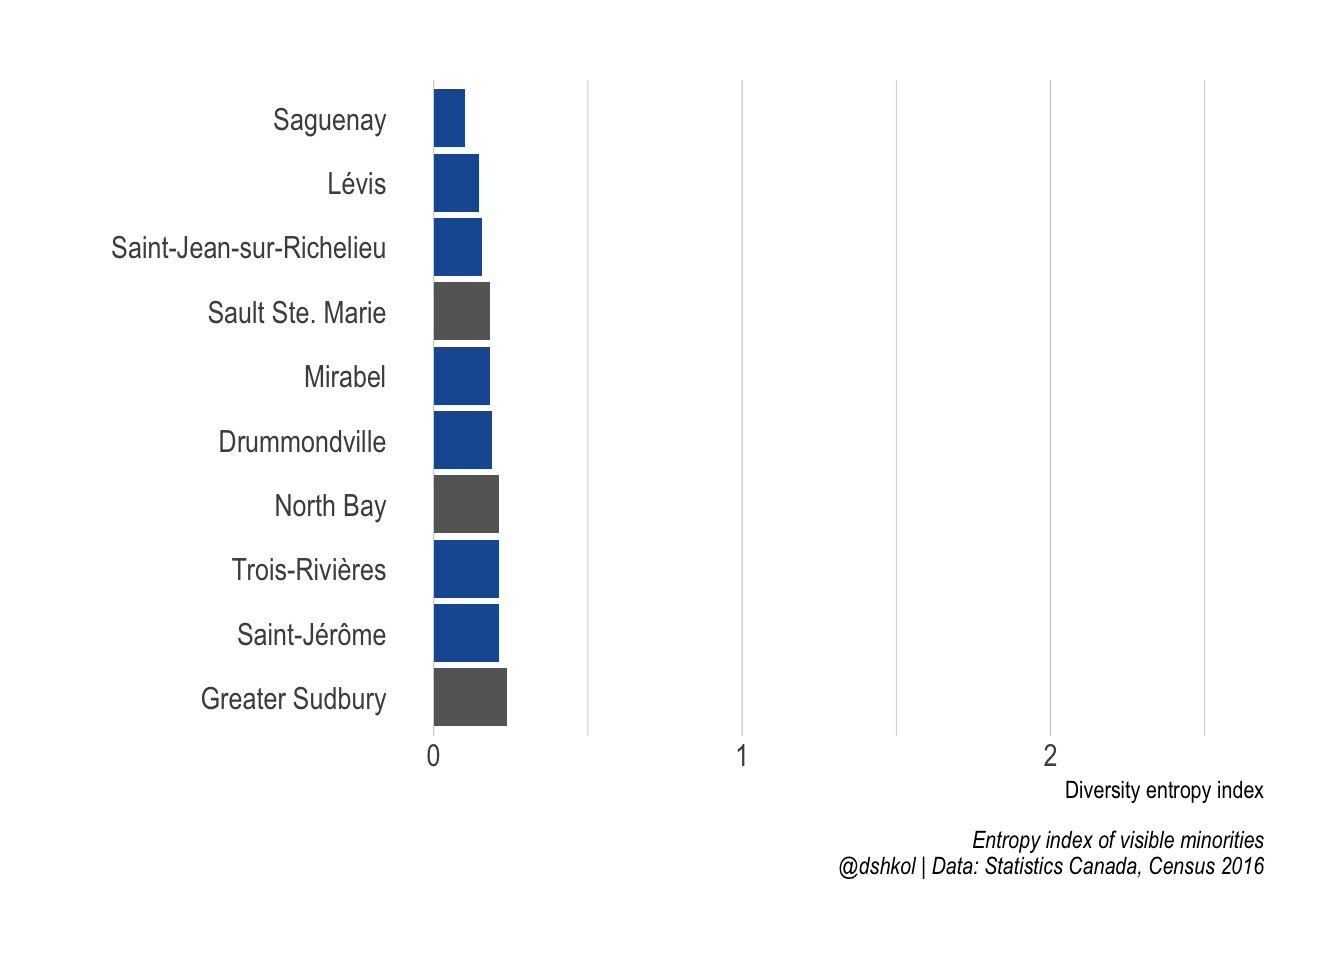 Saguenay
Lévis
Saint-Jean-sur-Richelieu
Sault Ste. Marie
Mirabel
Drummondville
North Bay
Trois-Rivières
Saint-Jérôme
Greater Sudbury
0 1 2
Diversity entropy index
Entropy index of visible minorities
@dshkol | Data: Statistics Canada, Census 2016